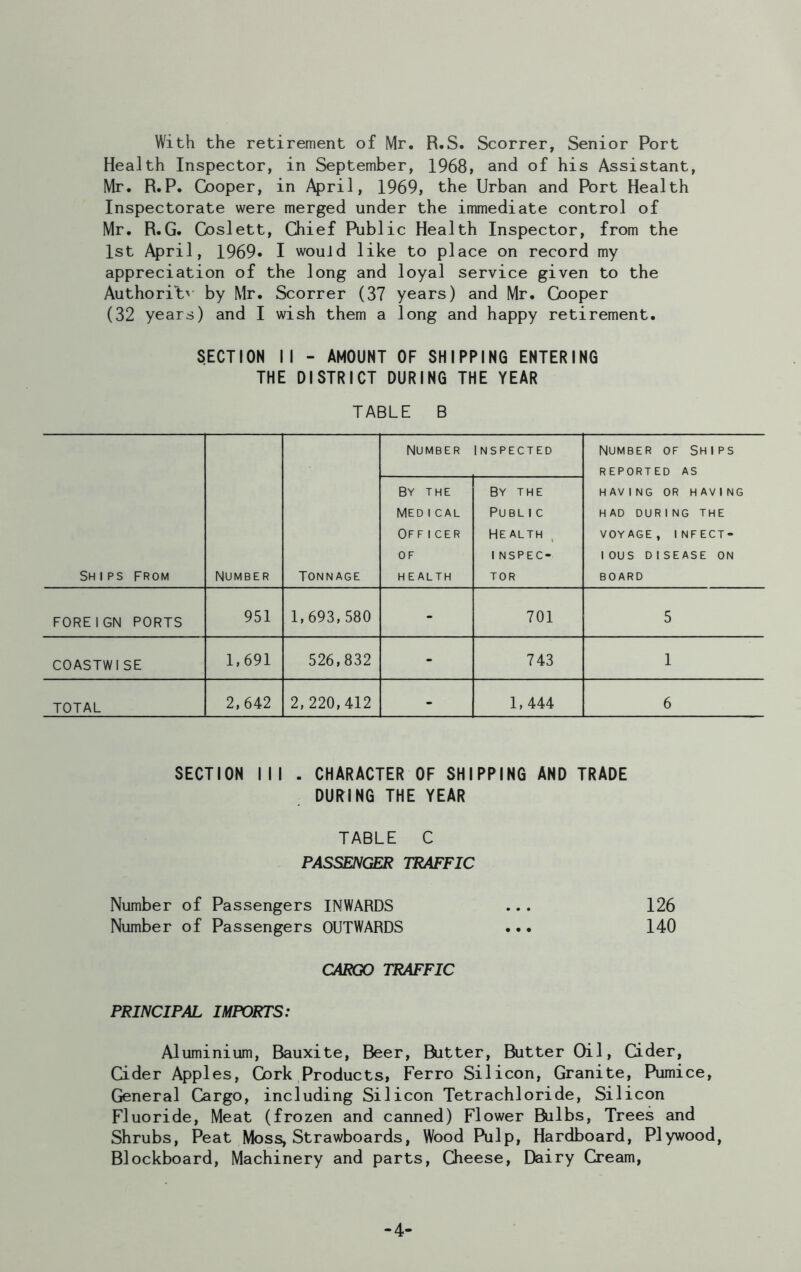 With the retirement of Mr. R.S. Scorrer, Senior Port
Health Inspector, in September, 1968, and of his Assistant,
Mr. R.P. Cooper, in April, 1969, the Urban and Port Health
Inspectorate were merged under the immediate control of
Mr. R.G. Coslett, Chief Public Health Inspector, from the
1st April, 1969. I would like to place on record my
appreciation of the long and loyal service given to the
Authority by Mr. Scorrer (37 years) and Mr. Cooper
(32 years) and I wish them a long and happy retirement.
SECTION II - AMOUNT OF SHIPPING ENTERING
THE DISTRICT DURING THE YEAR
TABLE B
SHIPS FROM NUMBER TONNAGE NUMBER INSPECTED NUMBER OF SHIPS REPORTED AS HAVING OR HAVING HAD DURING THE VOYAGE, INFECT-IOUS DISEASE ON BOARD
BY THE MEDICAL OFFICER OF HEALTH BY THE PUBLIC HEALTH INSPEC-TOR
FOREIGN PORTS 951 1,693,580 - 701 5
COASTWISE 1,691 526,832 - 743 1
TOTAL 2,642 2,220,412 - 1,444 6
SECTION III . CHARACTER OF SHIPPING AND TRADE
DURING THE YEAR
TABLE C
PASSENGER TRAFFIC
Number of Passengers INWARDS ... 126
Number of Passengers OUTWARDS ... 140
CARGO TRAFFIC
PRINCIPAL IMPORTS:
Aluminium, Bauxite, Beer, Butter, Butter Oil, Cider,
Cider Apples, Cork Products, Ferro Silicon, Granite, Pumice,
General Cargo, including Silicon Tetrachloride, Silicon
Fluoride, Meat (frozen and canned) Flower Bulbs, Trees and
Shrubs, Peat Moss, Strawboards, Wood Pulp, Hardboard, Plywood,
Blockboard, Machinery and parts, Cheese, Dairy Cream,
-4-